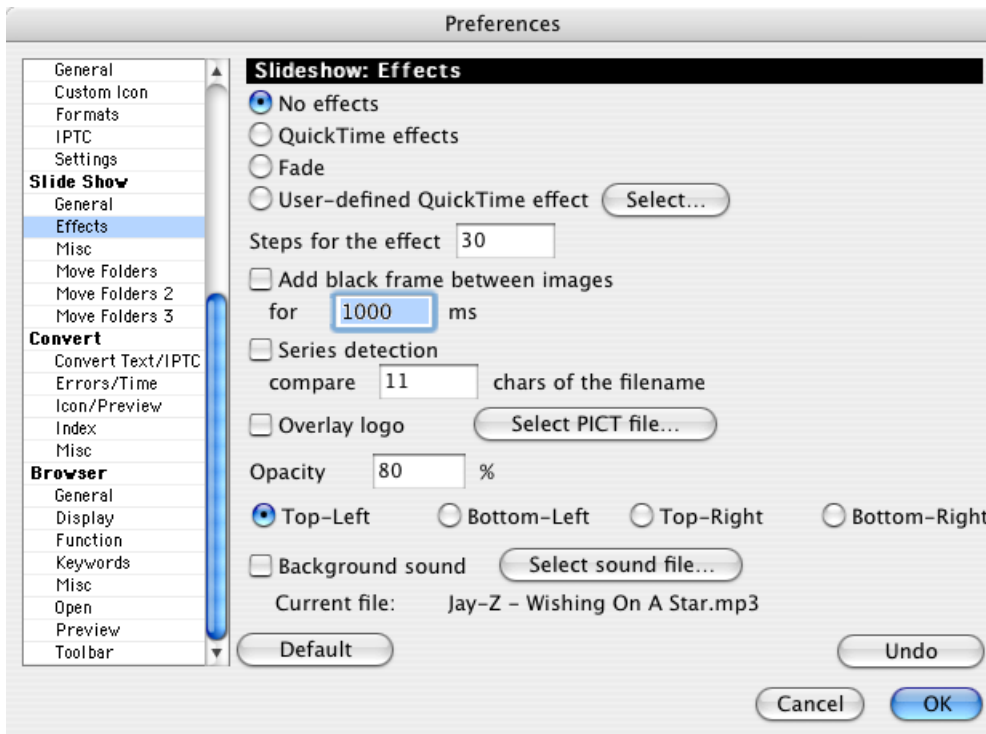 Preferences
General
Custom Icon
Formats
IPTC
Settings
Slide Show
General
Effects
Misc
Move Folders
Move Folders 2
Move Folders 3
Convert
Convert Text/IPTC
Errors/Time
Icon/Preview
Index
Misc
Browser
General
Display
Function
Keywords
Misc
Open
Preview
Toolbar
Slideshow: Effects
No effects
QuickTime effects
Fade
User-defined QuickTime effect Select...
Steps for the effect 30
Add black frame between images
for 1000 ms
Series detection
compare 11 chars of the filename
Overlay logo Select PICT file...
Opacity 80 %
Top-Left Bottom-Left Top-Right Bottom-Right
Background sound Select sound file...
Current file: Jay-Z - Wishing On A Star.mp3
Default Undo
Cancel OK